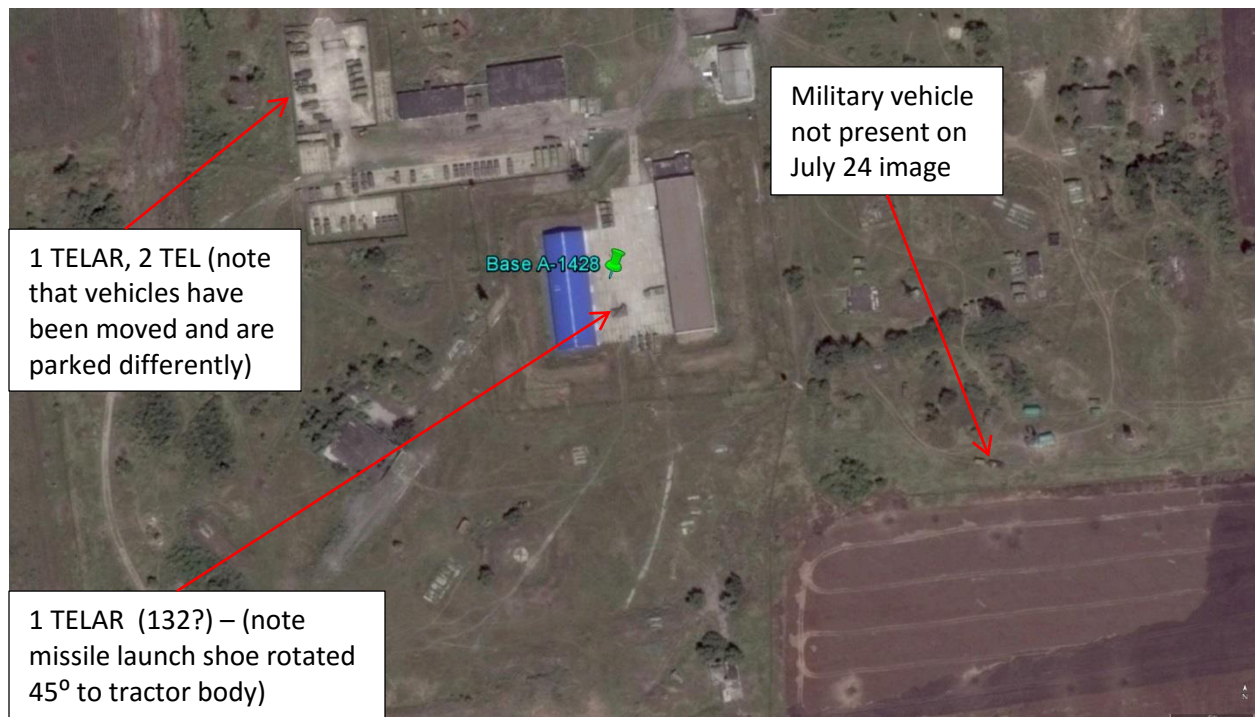 Military vehicle
not present on
July 24 image
1 TELAR, 2 TEL (note
that vehicles have
been moved and are
parked differently)
Base A-1428
1 TELAR  (132?) – (note
missile launch shoe rotated
45⁰ to tractor body)